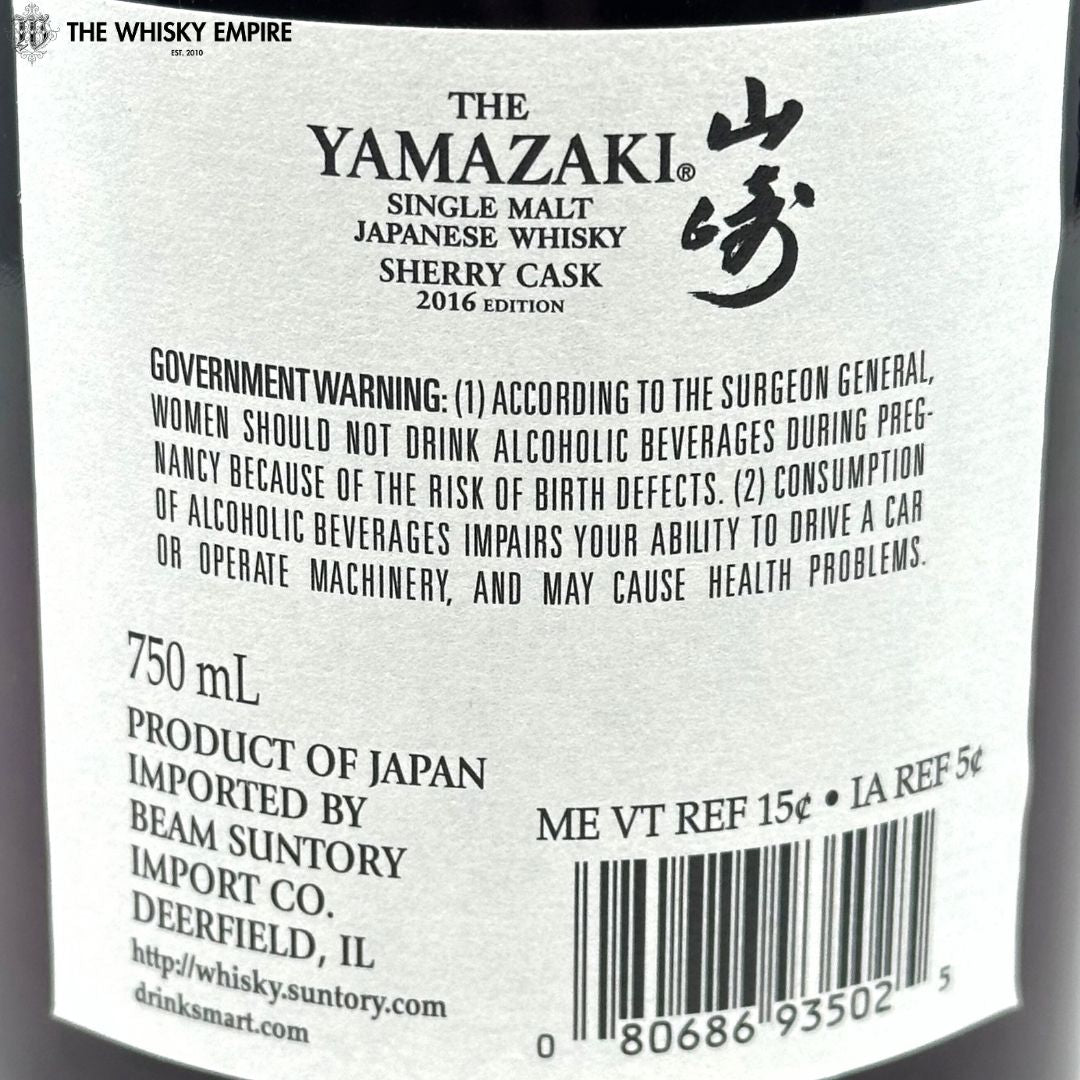 THE WHISKY EMPIRE
EST. 2010
THE
YAMAZAKI®
山崎
SINGLE MALT
JAPANESE WHISKY
SHERRY CASK
2016 EDITION
GOVERNMENT WARNING: (1) ACCORDING TO THE SURGEON GENERAL,
WOMEN SHOULD NOT DRINK ALCOHOLIC BEVERAGES DURING PREG-
NANCY BECAUSE OF THE RISK OF BIRTH DEFECTS. (2) CONSUMPTION
OF ALCOHOLIC BEVERAGES IMPAIRS YOUR ABILITY TO DRIVE A CAR
OR OPERATE MACHINERY, AND MAY CAUSE HEALTH PROBLEMS.
750 mL
PRODUCT OF JAPAN
IMPORTED BY
BEAM SUNTORY
IMPORT CO.
DEERFIELD, IL
http://whisky.suntory.com
drinksmart.com
ME VT REF 15¢ • IA REF 5¢
0 80686 93502 5